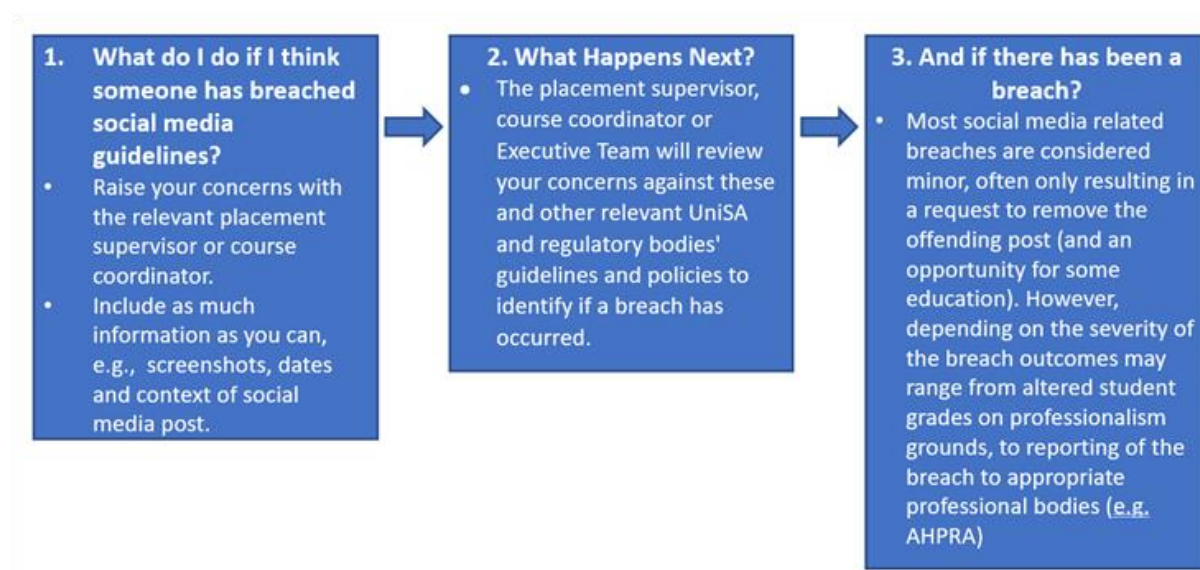 1. What do I do if I think
someone has breached
social media
guidelines?
• Raise your concerns with
the relevant placement
supervisor or course
coordinator.
• Include as much
information as you can,
e.g., screenshots, dates
and context of social
media post.
2. What Happens Next?
• The placement supervisor,
course coordinator or
Executive Team will review
your concerns against these
and other relevant UniSA
and regulatory bodies'
guidelines and policies to
identify if a breach has
occurred.
3. And if there has been a
breach?
• Most social media related
breaches are considered
minor, often only resulting in
a request to remove the
offending post (and an
opportunity for some
education). However,
depending on the severity of
the breach outcomes may
range from altered student
grades on professionalism
grounds, to reporting of the
breach to appropriate
professional bodies (e.g.
AHPRA)